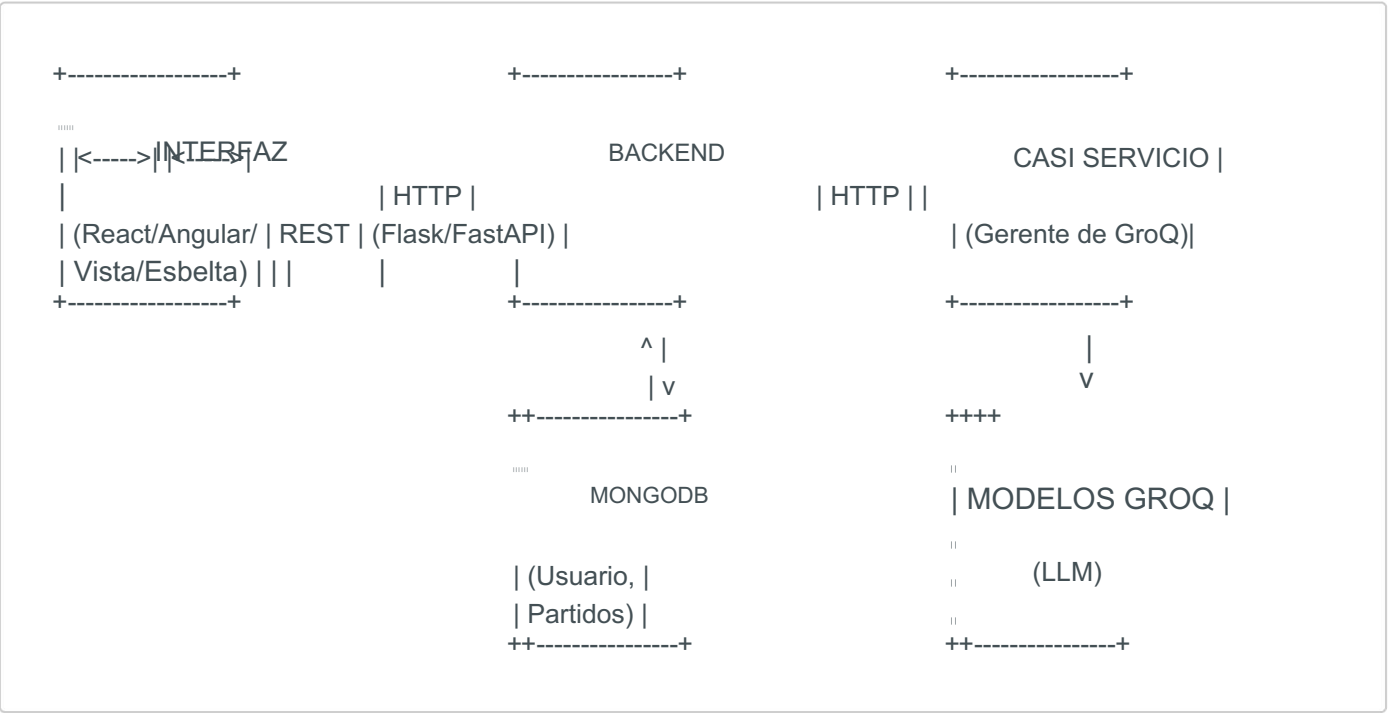 +------------------+ +-----------------+ +------------------+
| |<----->| |<----->| INTERFAZ BACKEND CASI SERVICIO |
| | HTTP | | HTTP | |
| (React/Angular/ | REST | (Flask/FastAPI) | | (Gerente de GroQ)|
| Vista/Esbelta) | | | | |
+------------------+ +-----------------+ +------------------+
^ | |
| v v
++----------------+ ++++
MONGODB | MODELOS GROQ |
(LLM)
| (Usuario, |
| Partidos) |
++----------------+ ++----------------+